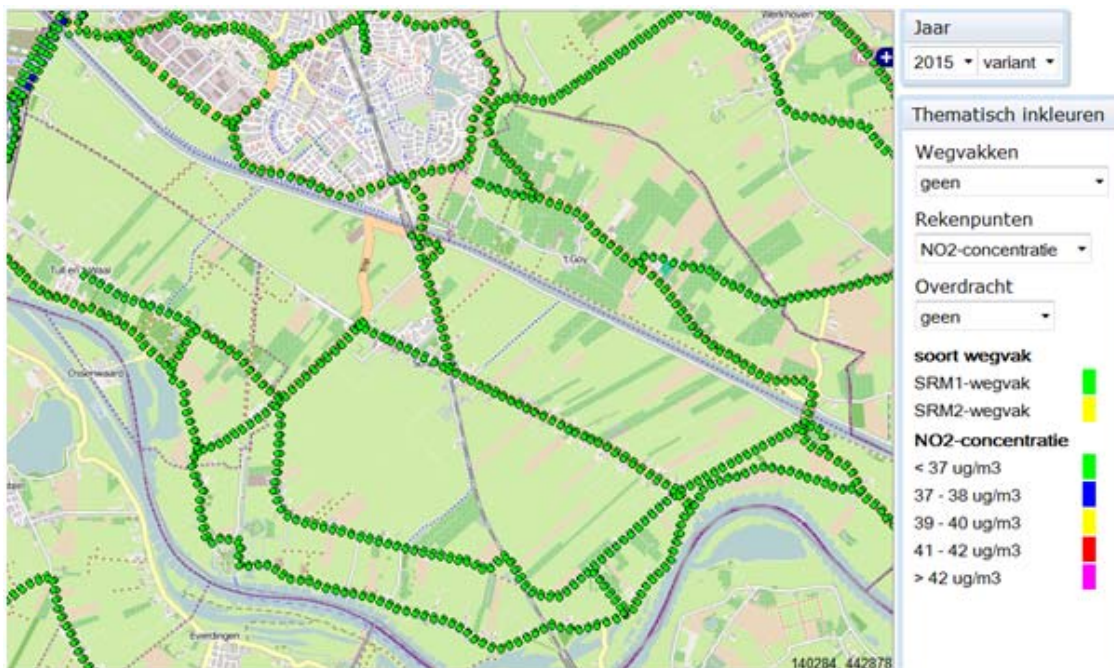 Werkhoven
't Goy
Tull en 't Waal
Everdingen
140284 442878
Jaar
2015 variant
Thematisch inkleuren
Wegvakken
geen
Rekenpunten
NO2-concentratie
Overdracht
geen
soort wegvak
SRM1-wegvak
SRM2-wegvak
NO2-concentratie
< 37 ug/m3
37 - 38 ug/m3
39 - 40 ug/m3
41 - 42 ug/m3
> 42 ug/m3